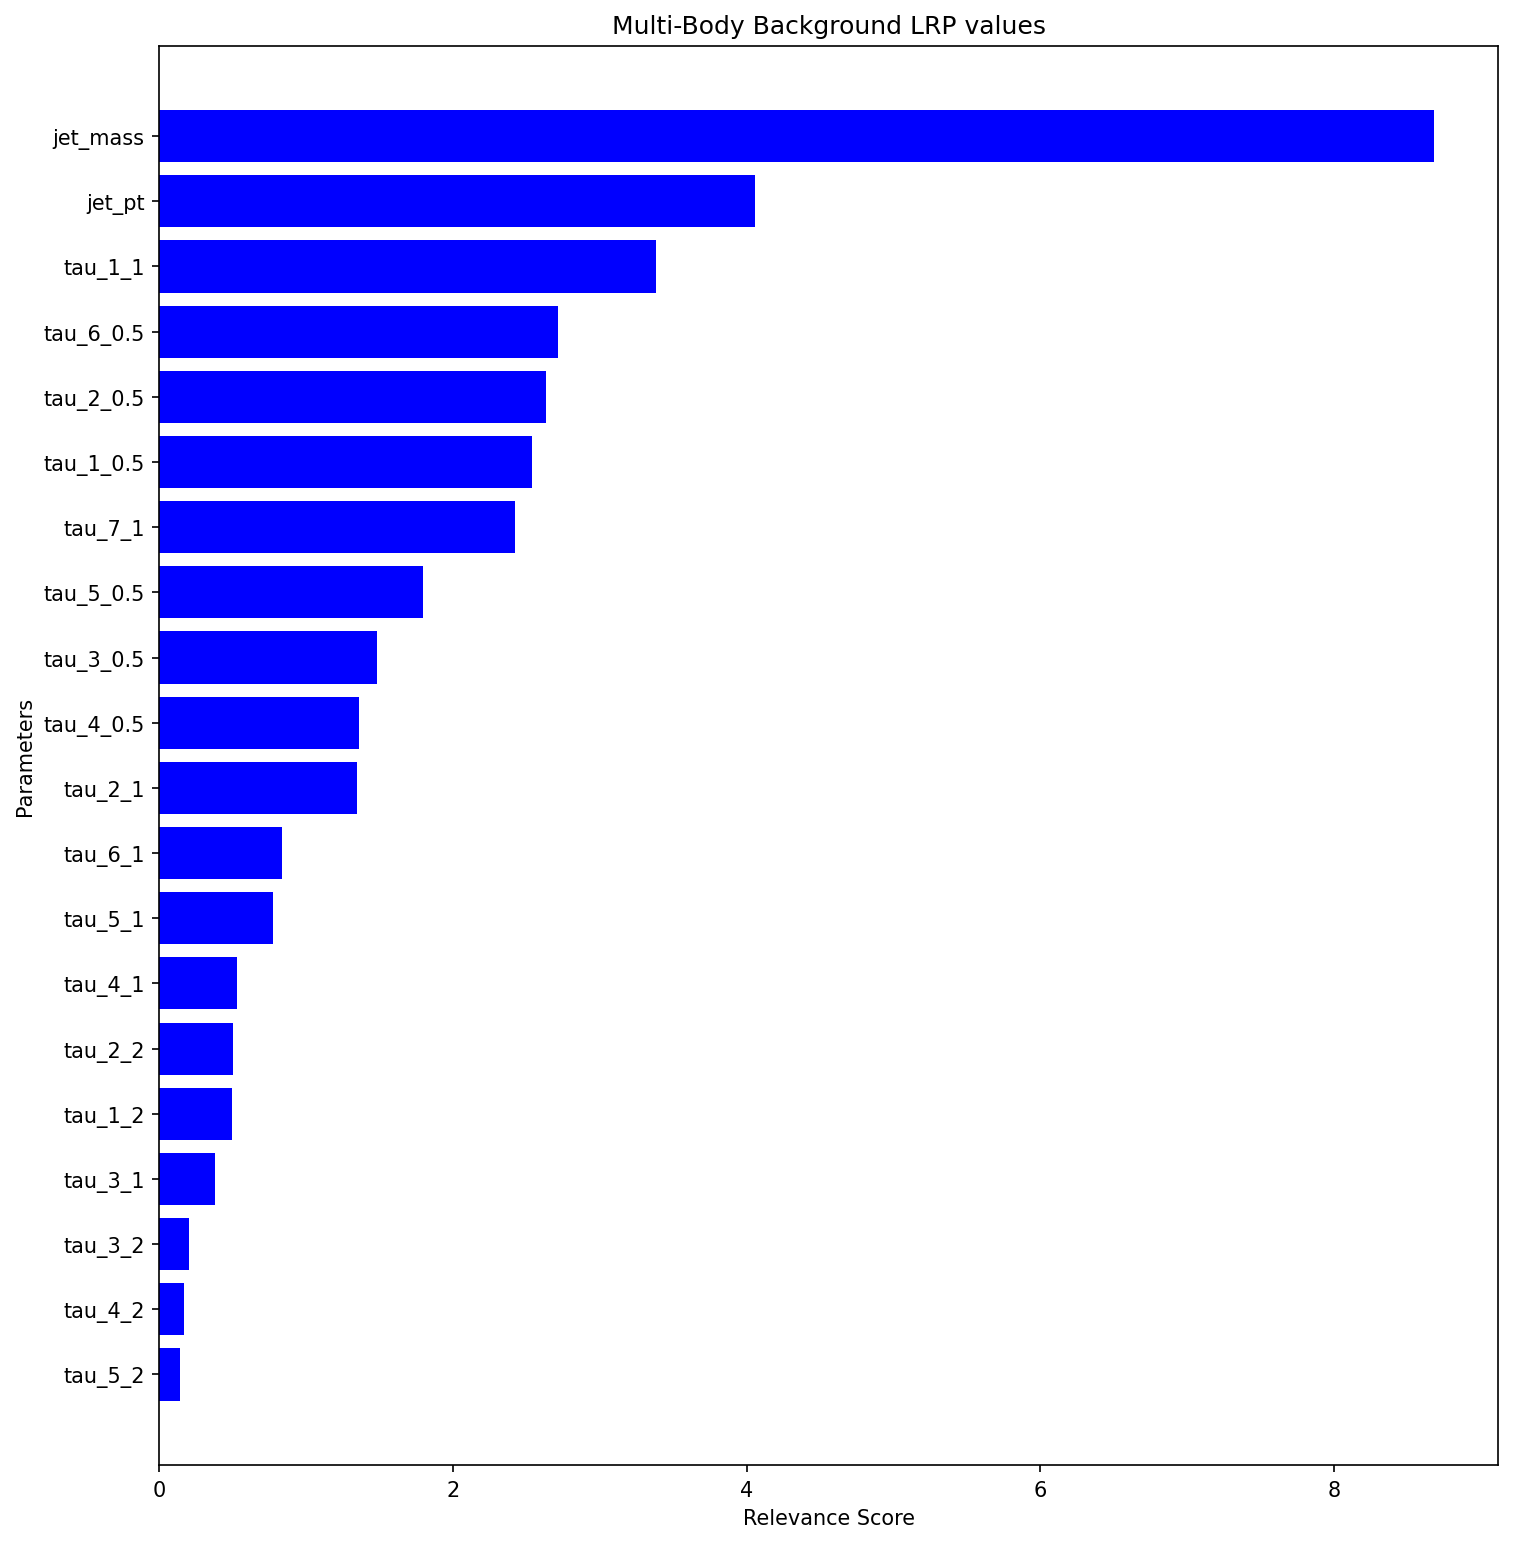 Multi-Body Background LRP values
jet_mass
jet_pt
tau_1_1
tau_6_0.5
tau_2_0.5
tau_1_0.5
tau_7_1
tau_5_0.5
tau_3_0.5
tau_4_0.5
tau_2_1
tau_6_1
tau_5_1
tau_4_1
tau_2_2
tau_1_2
tau_3_1
tau_3_2
tau_4_2
tau_5_2
Parameters
0 2 4 6 8
Relevance Score